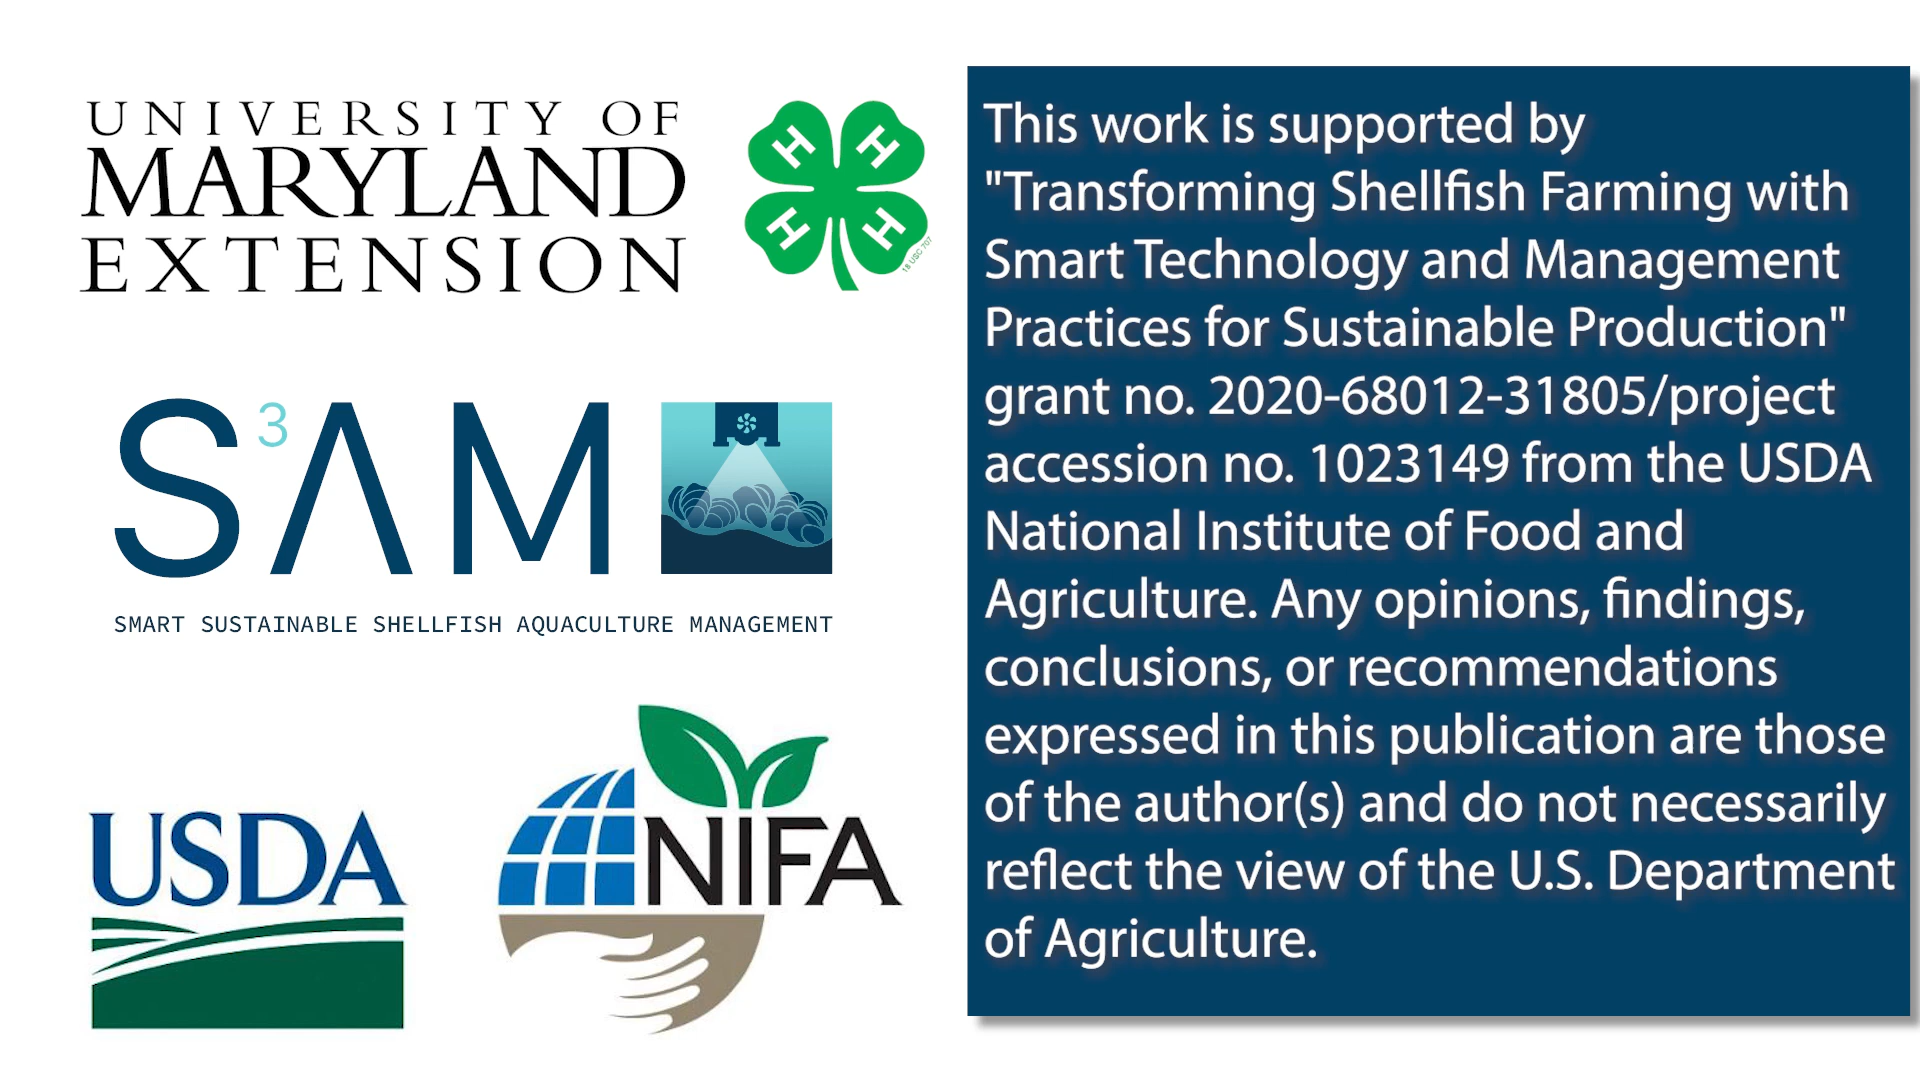 UNIVERSITY OF
MARYLAND
EXTENSION
H H
H H
18 USC 707
S3AM
SMART SUSTAINABLE SHELLFISH AQUACULTURE MANAGEMENT
USDA
NIFA
This work is supported by
"Transforming Shellfish Farming with
Smart Technology and Management
Practices for Sustainable Production"
grant no. 2020-68012-31805/project
accession no. 1023149 from the USDA
National Institute of Food and
Agriculture. Any opinions, findings,
conclusions, or recommendations
expressed in this publication are those
of the author(s) and do not necessarily
reflect the view of the U.S. Department
of Agriculture.